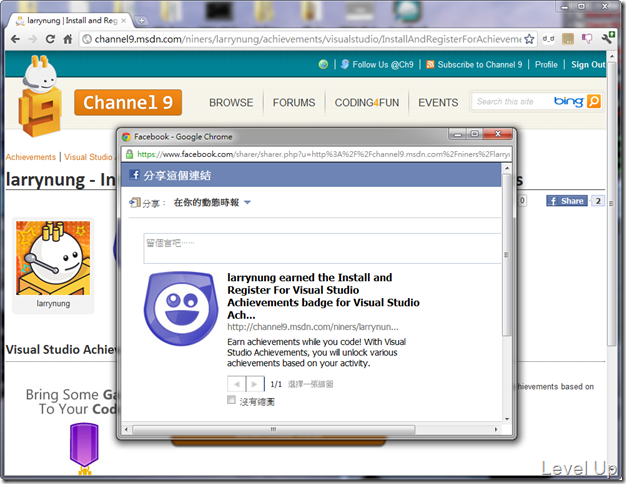 larrynung | Install and Reg
channel9.msdn.com/niners/larrynung/achievements/visualstudio/InstallAndRegisterForAchieveme
Follow Us @Ch9 | Subscribe to Channel 9 | Profile | Sign Out
Channel 9
BROWSE FORUMS CODING4FUN EVENTS Search this site bing
Facebook - Google Chrome
https://www.facebook.com/sharer/sharer.php?u=http%3A%2F%2Fchannel9.msdn.com%2Fniners%2Flarryn
Achievements | Visual Studio
分享這個連結
larrynung - In
s
分享： 在你的動態時報
0 Share 2
留個言吧......
larrynung
larrynung earned the Install and
Register For Visual Studio
Achievements badge for Visual Studio
Ach...
http://channel9.msdn.com/niners/larrynun...
Earn achievements while you code! With Visual
Studio Achievements, you will unlock various
achievements based on your activity.
1/1 選擇一張縮圖
沒有縮圖
Visual Studio Achiev
Bring Some Ga
To Your Cod
hievements based on
Level Up